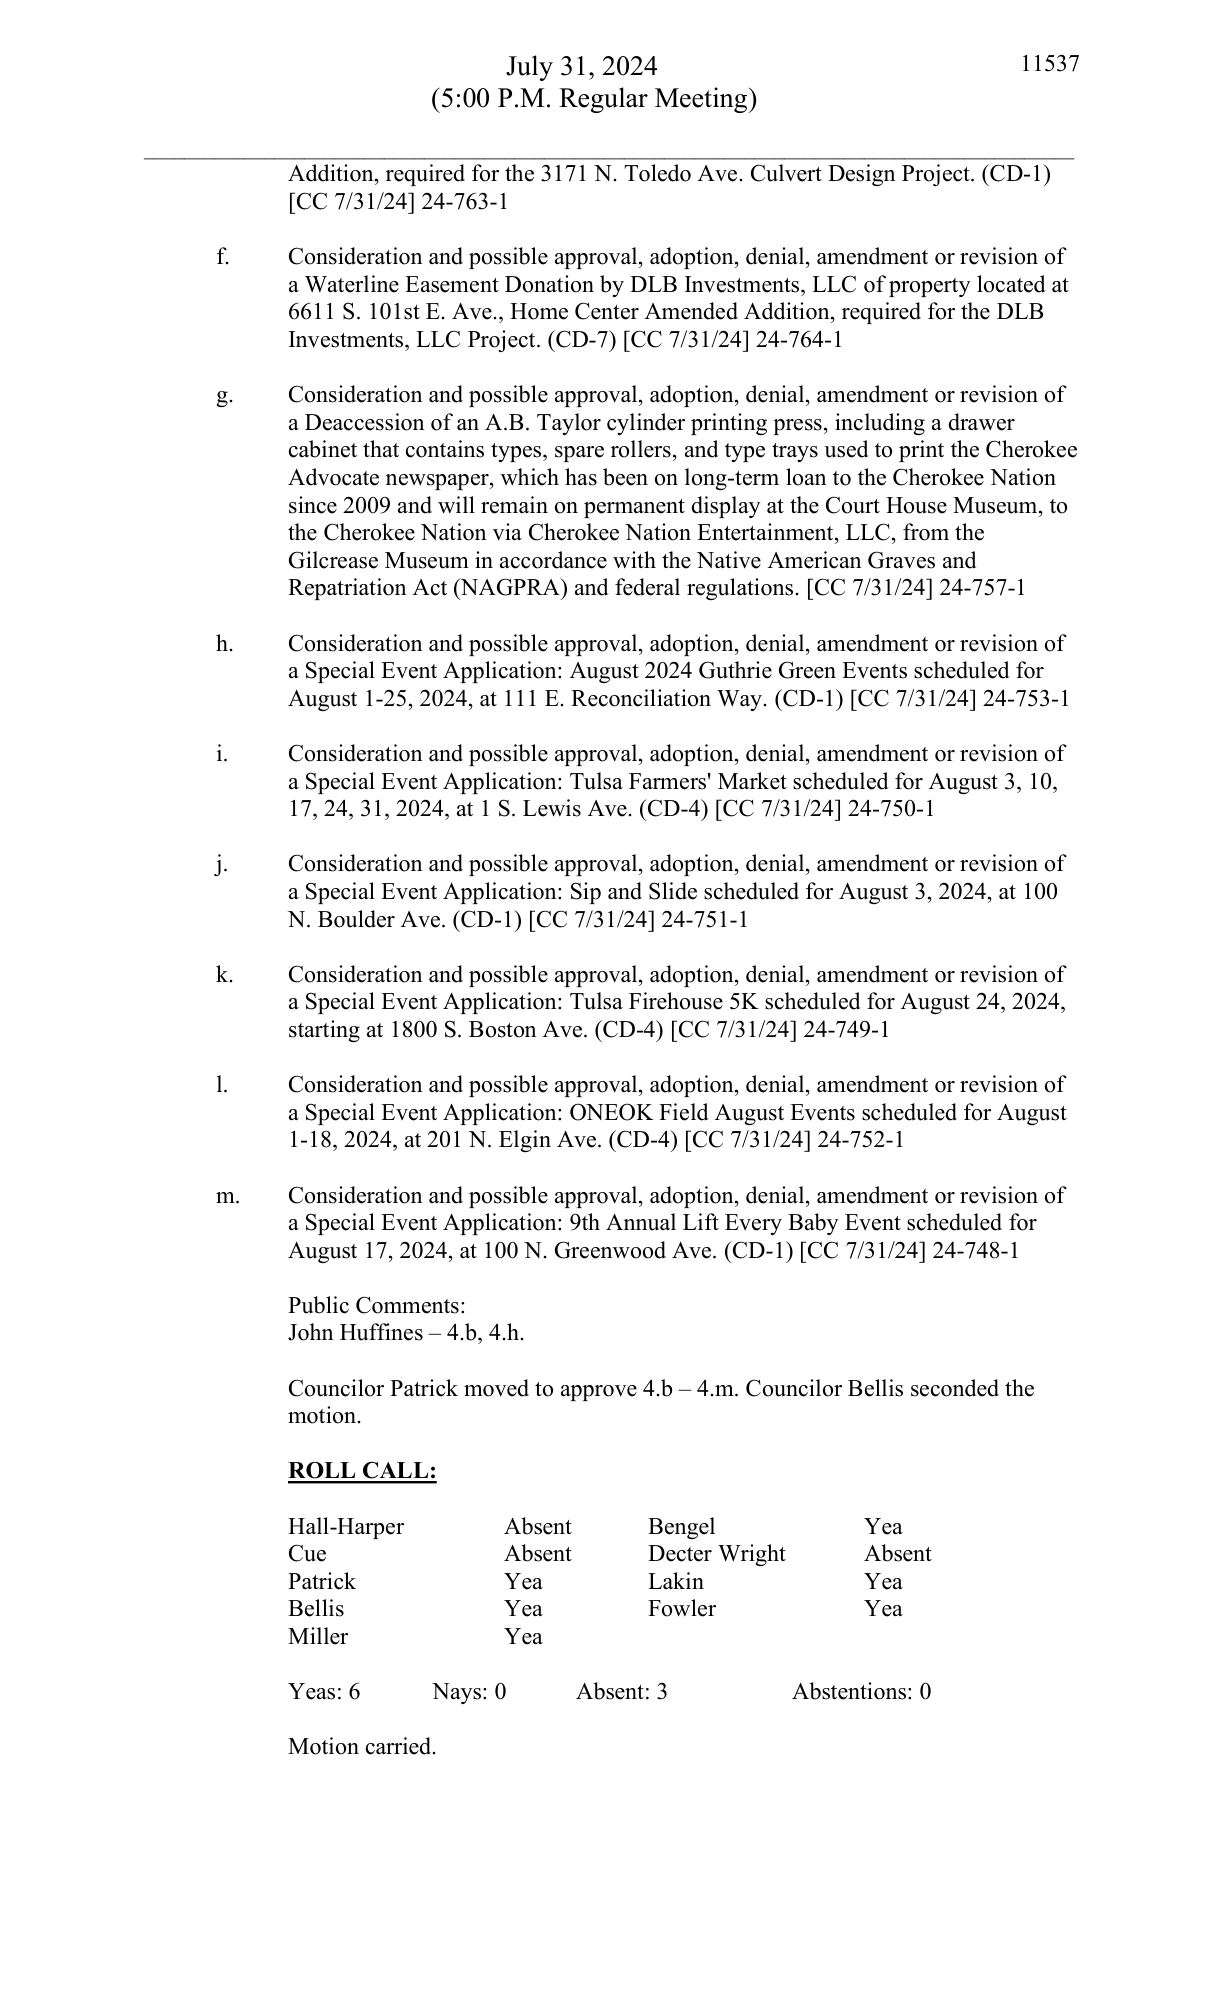 July 31, 2024
11537
(5:00 P.M. Regular Meeting)
Addition, required for the 3171 N. Toledo Ave. Culvert Design Project. (CD-1)
[CC 7/31/24] 24-763-1
f. Consideration and possible approval, adoption, denial, amendment or revision of
a Waterline Easement Donation by DLB Investments, LLC of property located at
6611 S. 101st E. Ave., Home Center Amended Addition, required for the DLB
Investments, LLC Project. (CD-7) [CC 7/31/24] 24-764-1
g. Consideration and possible approval, adoption, denial, amendment or revision of
a Deaccession of an A.B. Taylor cylinder printing press, including a drawer
cabinet that contains types, spare rollers, and type trays used to print the Cherokee
Advocate newspaper, which has been on long-term loan to the Cherokee Nation
since 2009 and will remain on permanent display at the Court House Museum, to
the Cherokee Nation via Cherokee Nation Entertainment, LLC, from the
Gilcrease Museum in accordance with the Native American Graves and
Repatriation Act (NAGPRA) and federal regulations. [CC 7/31/24] 24-757-1
h. Consideration and possible approval, adoption, denial, amendment or revision of
a Special Event Application: August 2024 Guthrie Green Events scheduled for
August 1-25, 2024, at 111 E. Reconciliation Way. (CD-1) [CC 7/31/24] 24-753-1
i. Consideration and possible approval, adoption, denial, amendment or revision of
a Special Event Application: Tulsa Farmers' Market scheduled for August 3, 10,
17, 24, 31, 2024, at 1 S. Lewis Ave. (CD-4) [CC 7/31/24] 24-750-1
j. Consideration and possible approval, adoption, denial, amendment or revision of
a Special Event Application: Sip and Slide scheduled for August 3, 2024, at 100
N. Boulder Ave. (CD-1) [CC 7/31/24] 24-751-1
k. Consideration and possible approval, adoption, denial, amendment or revision of
a Special Event Application: Tulsa Firehouse 5K scheduled for August 24, 2024,
starting at 1800 S. Boston Ave. (CD-4) [CC 7/31/24] 24-749-1
l. Consideration and possible approval, adoption, denial, amendment or revision of
a Special Event Application: ONEOK Field August Events scheduled for August
1-18, 2024, at 201 N. Elgin Ave. (CD-4) [CC 7/31/24] 24-752-1
m. Consideration and possible approval, adoption, denial, amendment or revision of
a Special Event Application: 9th Annual Lift Every Baby Event scheduled for
August 17, 2024, at 100 N. Greenwood Ave. (CD-1) [CC 7/31/24] 24-748-1
Public Comments:
John Huffines – 4.b, 4.h.
Councilor Patrick moved to approve 4.b – 4.m. Councilor Bellis seconded the
motion.
ROLL CALL:
Hall-Harper Absent Bengel Yea
Cue Absent Decter Wright Absent
Patrick Yea Lakin Yea
Bellis Yea Fowler Yea
Miller Yea
Yeas: 6 Nays: 0 Absent: 3 Abstentions: 0
Motion carried.